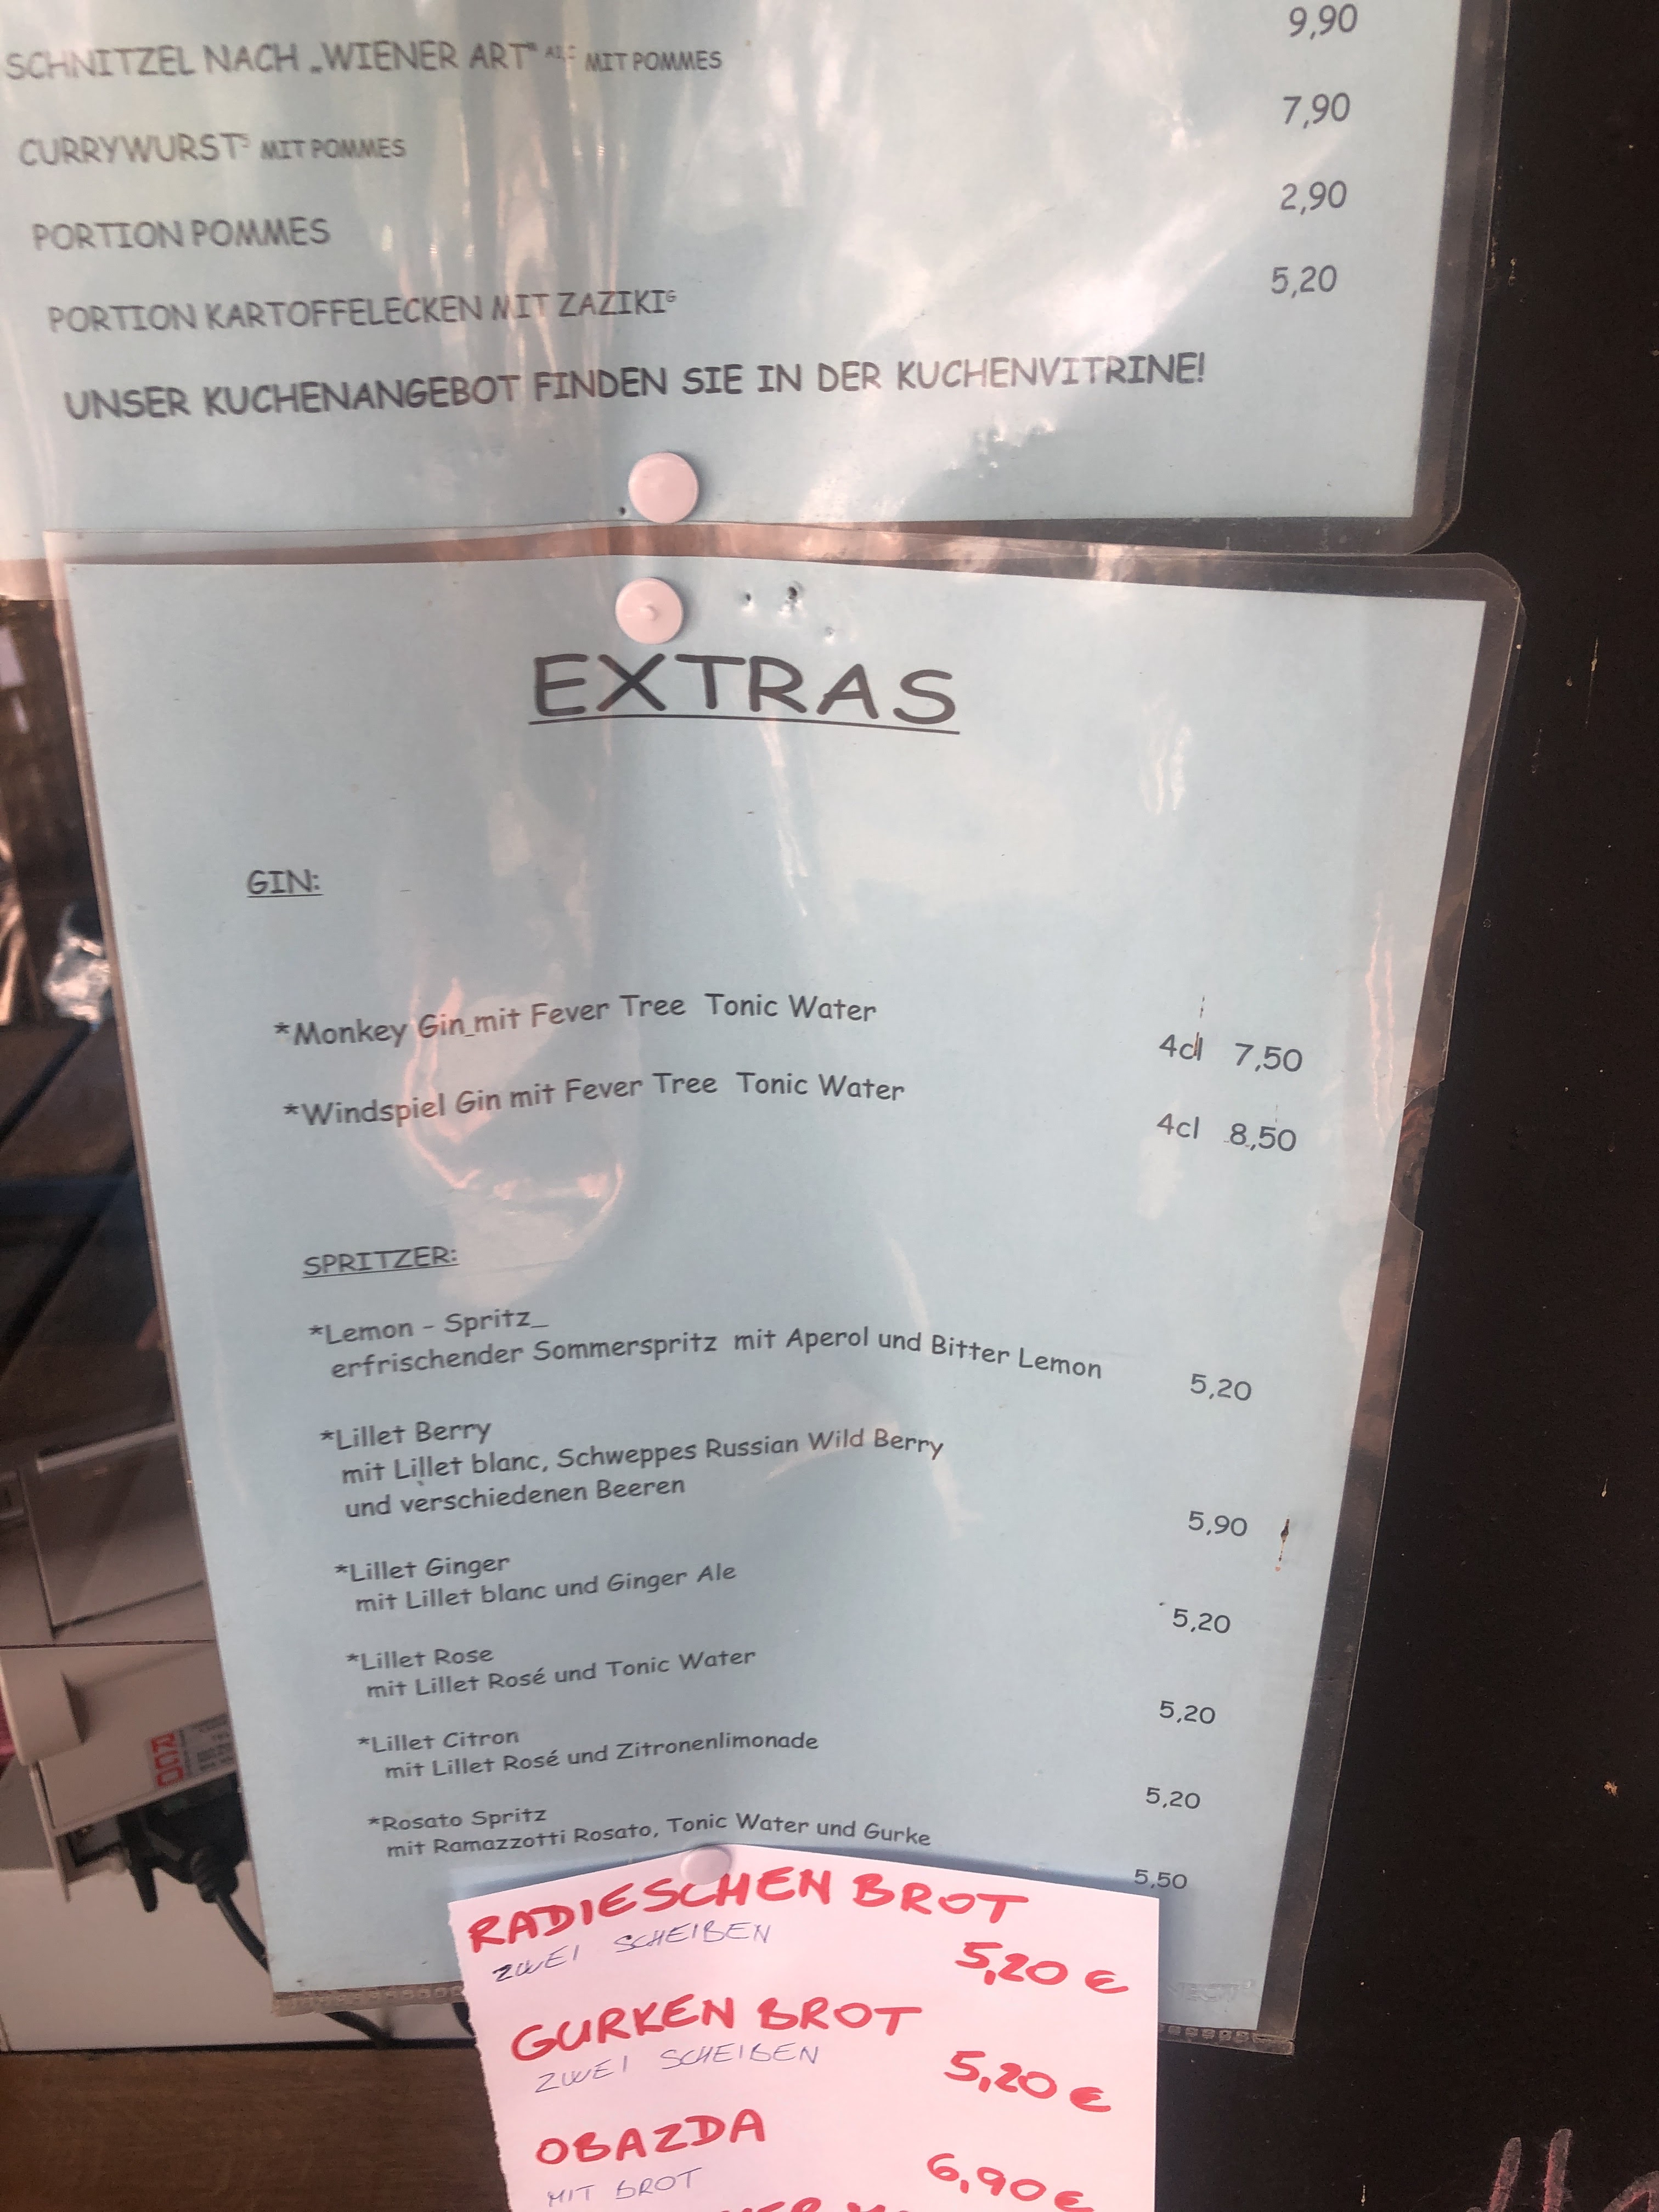 9,90
SCHNITZEL NACH „WIENER ART" MIT POMMES
7,90
CURRYWURST⁵ MIT POMMES
2,90
PORTION POMMES
5,20
PORTION KARTOFFELECKEN MIT ZAZIKIᴳ
UNSER KUCHENANGEBOT FINDEN SIE IN DER KUCHENVITRINE!
EXTRAS
GIN:
*Monkey Gin mit Fever Tree Tonic Water 4cl 7,50
*Windspiel Gin mit Fever Tree Tonic Water 4cl 8,50
SPRITZER:
*Lemon - Spritz_
erfrischender Sommerspritz mit Aperol und Bitter Lemon 5,20
*Lillet Berry
mit Lillet blanc, Schweppes Russian Wild Berry
und verschiedenen Beeren 5,90
*Lillet Ginger
mit Lillet blanc und Ginger Ale 5,20
*Lillet Rose
mit Lillet Rosé und Tonic Water 5,20
*Lillet Citron
mit Lillet Rosé und Zitronenlimonade 5,20
*Rosato Spritz
mit Ramazzotti Rosato, Tonic Water und Gurke 5,50
RADIESCHEN BROT
ZWEI SCHEIBEN 5,20 €
GURKEN BROT
ZWEI SCHEIBEN 5,20 €
OBAZDA
MIT BROT 6,90 €